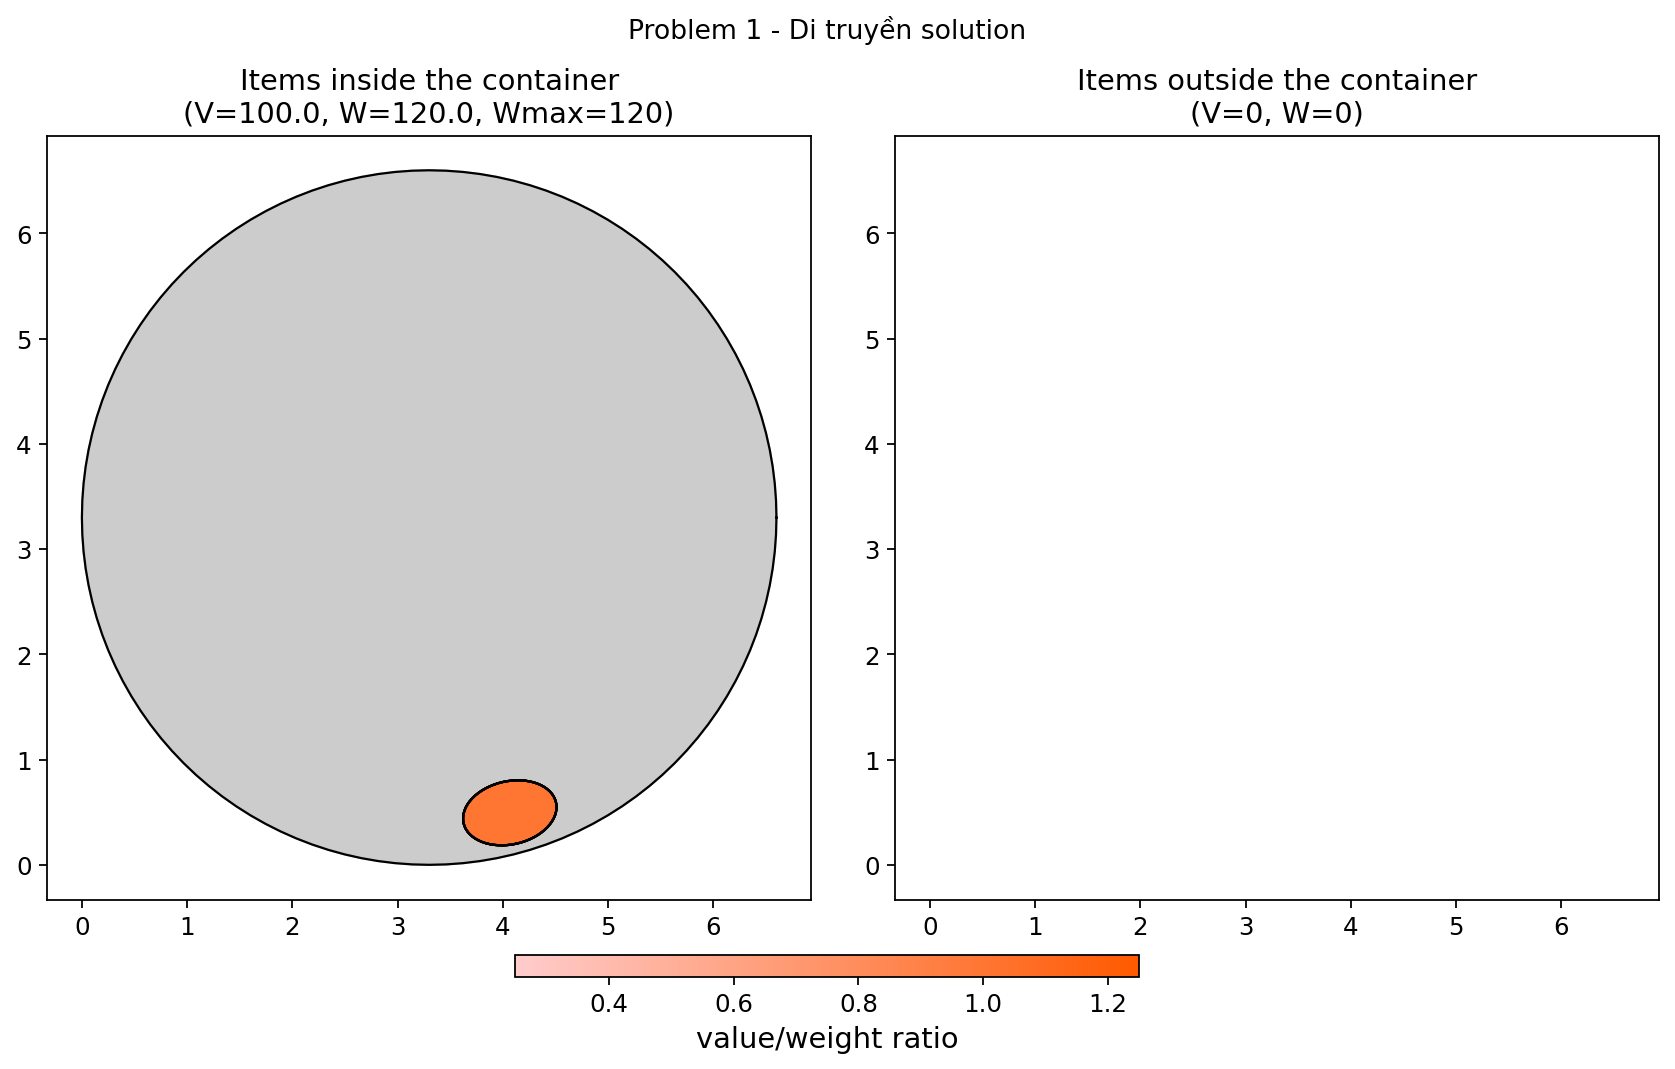 Problem 1 - Di truyền solution
Items inside the container
(V=100.0, W=120.0, Wmax=120)
Items outside the container
(V=0, W=0)
6
5
4
3
2
1
0
0 1 2 3 4 5 6
6
5
4
3
2
1
0
0 1 2 3 4 5 6
0.4 0.6 0.8 1.0 1.2
value/weight ratio